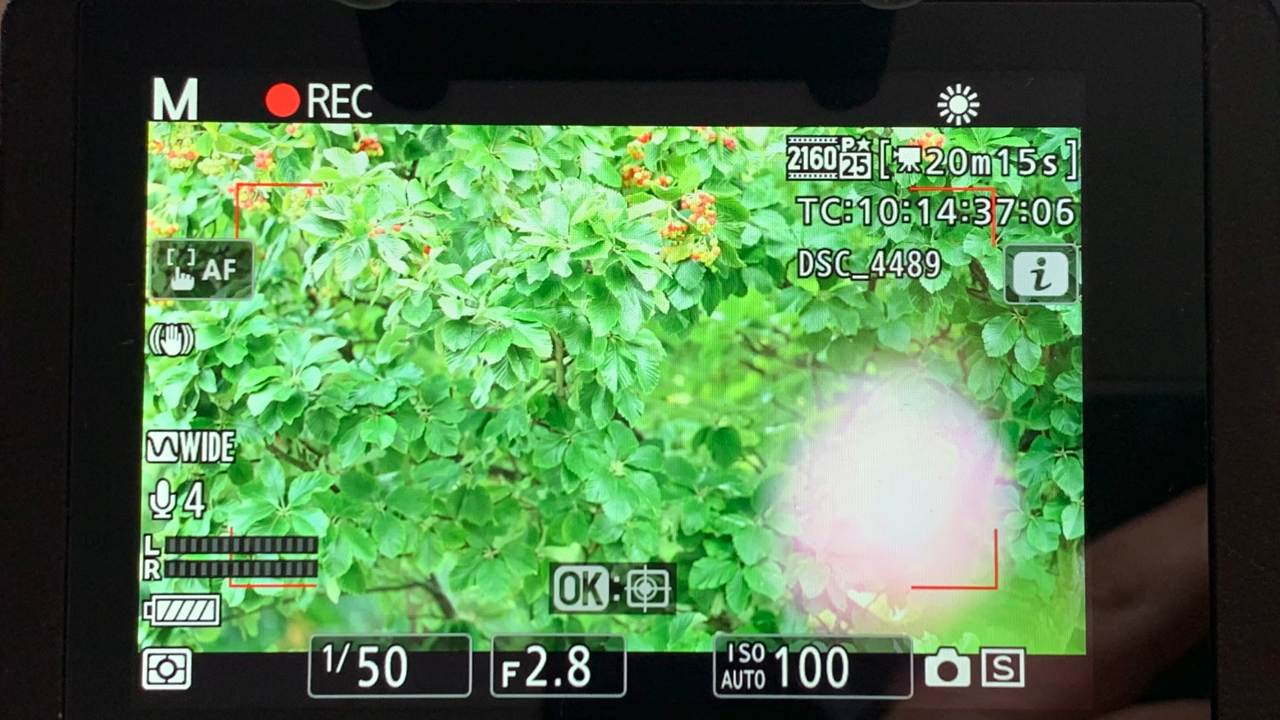 M REC
2160 P★ 25 [20m15s]
TC:10:14:37:06
AF
DSC_4489
i
WIDE
4
L
R
OK:
1/50 F2.8 ISO AUTO 100 S